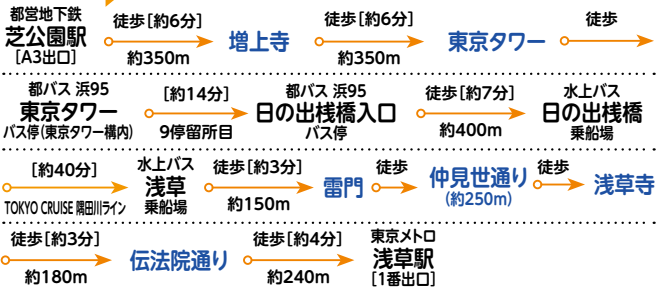 都営地下鉄
芝公園駅
[A3出口]
徒歩[約6分]
約350m
増上寺
徒歩[約6分]
約350m
東京タワー
徒歩
都バス 浜95
東京タワー
バス停(東京タワー構内)
[約14分]
9停留所目
都バス 浜95
日の出桟橋入口
バス停
徒歩[約7分]
約400m
水上バス
日の出桟橋
乗船場
[約40分]
TOKYO CRUISE 隅田川ライン
水上バス
浅草
乗船場
徒歩[約3分]
約150m
雷門
徒歩
仲見世通り
(約250m)
徒歩
浅草寺
徒歩[約3分]
約180m
伝法院通り
徒歩[約4分]
約240m
東京メトロ
浅草駅
[1番出口]